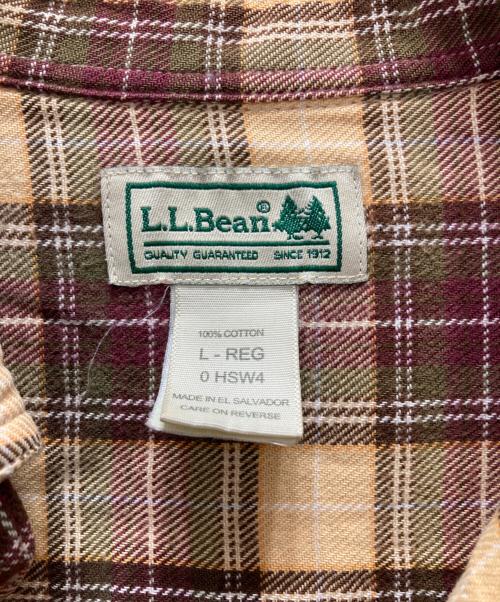 L.L.Bean®
QUALITY GUARANTEED SINCE 1912
100% COTTON
L - REG
0 HSW4
MADE IN EL SALVADOR
CARE ON REVERSE